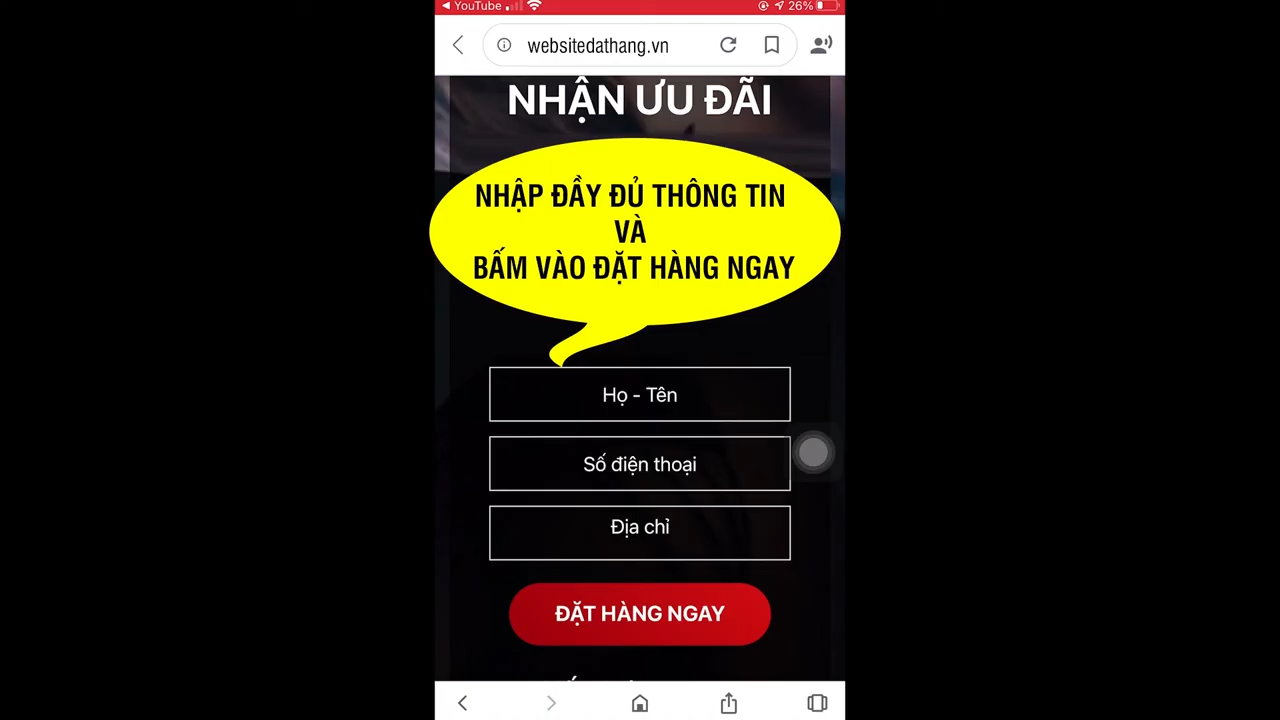 YouTube
26%
websitedathang.vn
NHẬN ƯU ĐÃI
NHẬP ĐẦY ĐỦ THÔNG TIN
VÀ
BẤM VÀO ĐẶT HÀNG NGAY
Họ - Tên
Số điện thoại
Địa chỉ
ĐẶT HÀNG NGAY